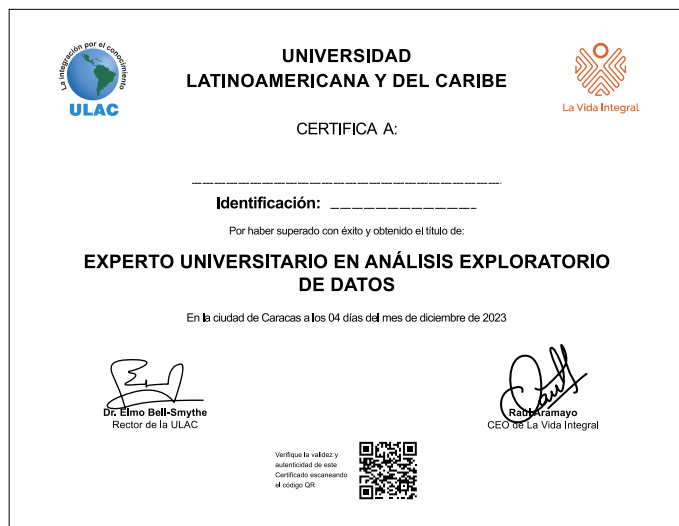 La integración por el conocimiento
ULAC
UNIVERSIDAD
LATINOAMERICANA Y DEL CARIBE
La Vida Integral
CERTIFICA A:
Identificación:
Por haber superado con éxito y obtenido el título de:
EXPERTO UNIVERSITARIO EN ANÁLISIS EXPLORATORIO
DE DATOS
En la ciudad de Caracas a los 04 días del mes de diciembre de 2023
Dr. Elmo Bell-Smythe
Rector de la ULAC
Raúl Aramayo
CEO de La Vida Integral
Verifique la validez y
autenticidad de este
Certificado escaneando
el código QR